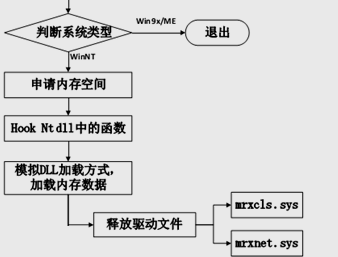 判断系统类型
Win9x/ME
退出
WinNT
申请内存空间
Hook Ntdll中的函数
模拟DLL加载方式，
加载内存数据
释放驱动文件
mrxcls.sys
mrxnet.sys